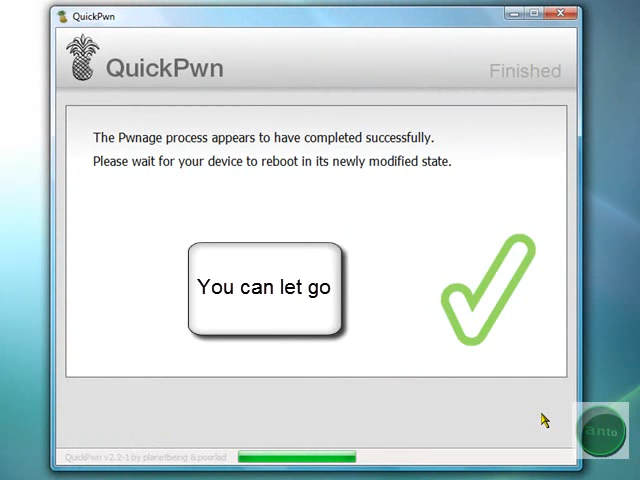 QuickPwn
QuickPwn
Finished
The Pwnage process appears to have completed successfully.
Please wait for your device to reboot in its newly modified state.
You can let go
anto
QuickPwn v2.2-1 by planetbeing & poorlad